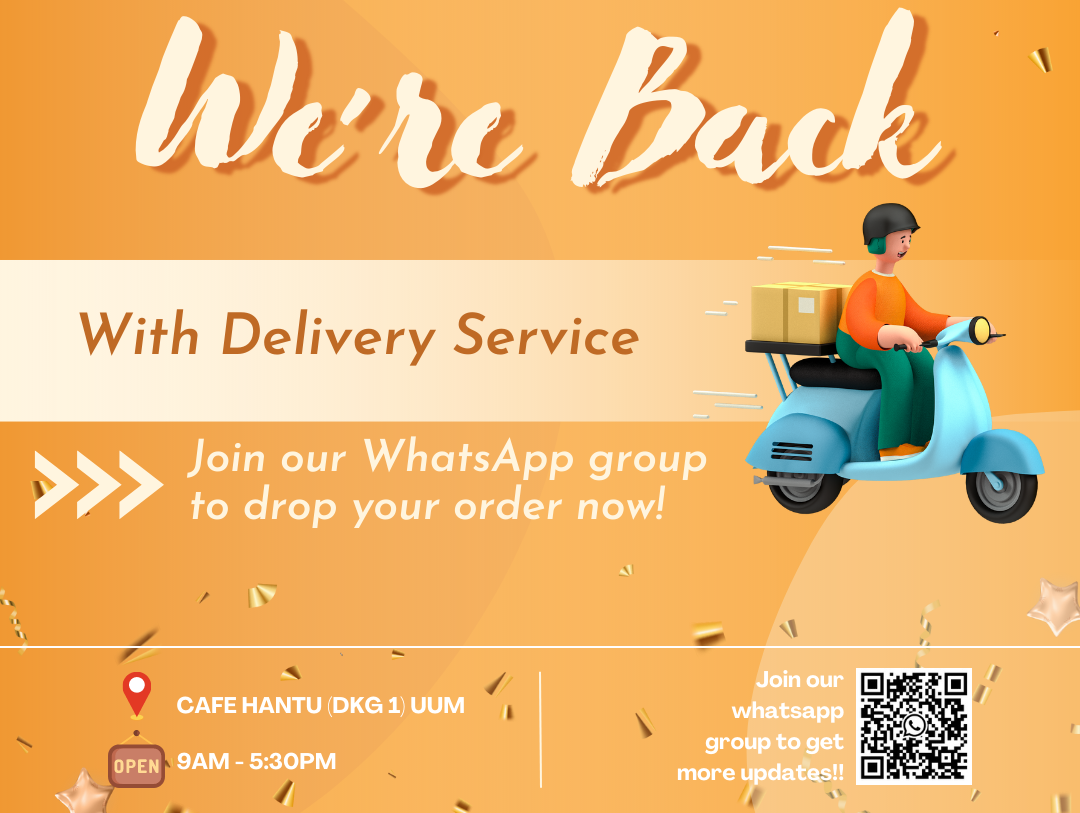 We're Back
With Delivery Service
Join our WhatsApp group
to drop your order now!
CAFE HANTU (DKG 1) UUM
OPEN
9AM - 5:30PM
Join our
whatsapp
group to get
more updates!!